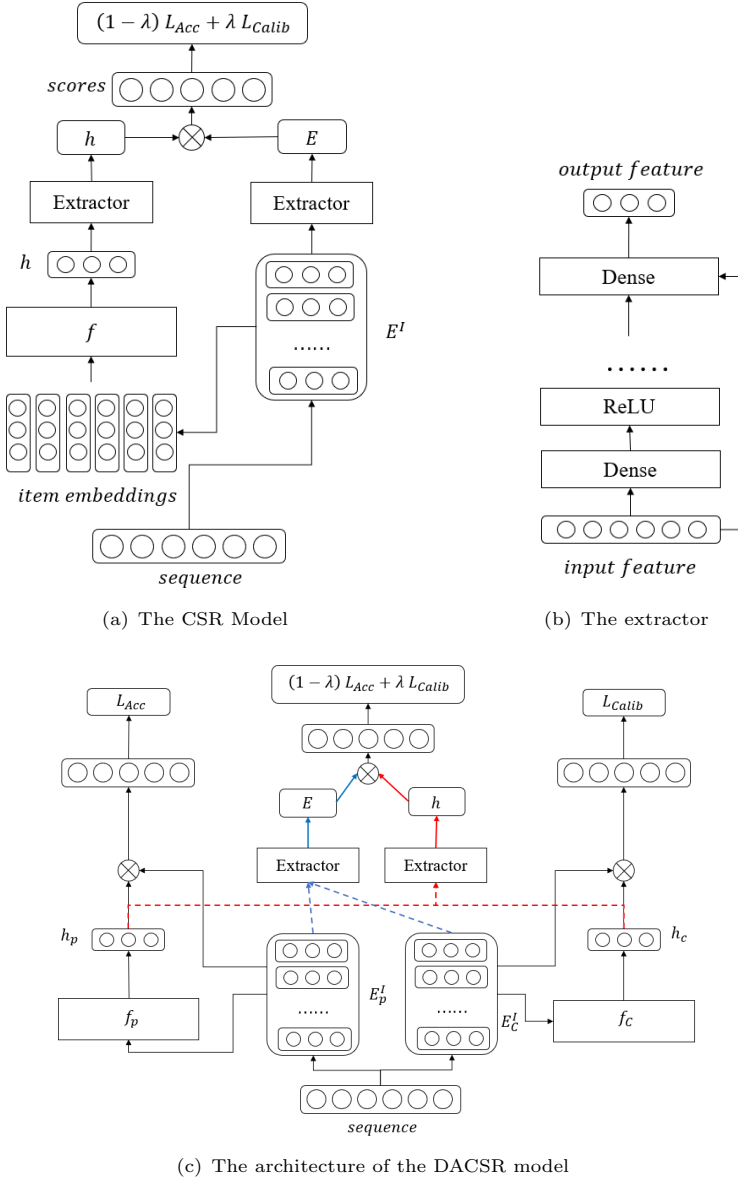 (1 − λ) L_Acc + λ L_Calib
scores
h
E
Extractor
Extractor
h
f
E^I
......
item embeddings
sequence
(a) The CSR Model
output feature
Dense
......
ReLU
Dense
input feature
(b) The extractor
(1 − λ) L_Acc + λ L_Calib
L_Acc
L_Calib
E
h
Extractor
Extractor
h_p
h_c
E_p^I
E_C^I
......
......
f_p
f_C
sequence
(c) The architecture of the DACSR model